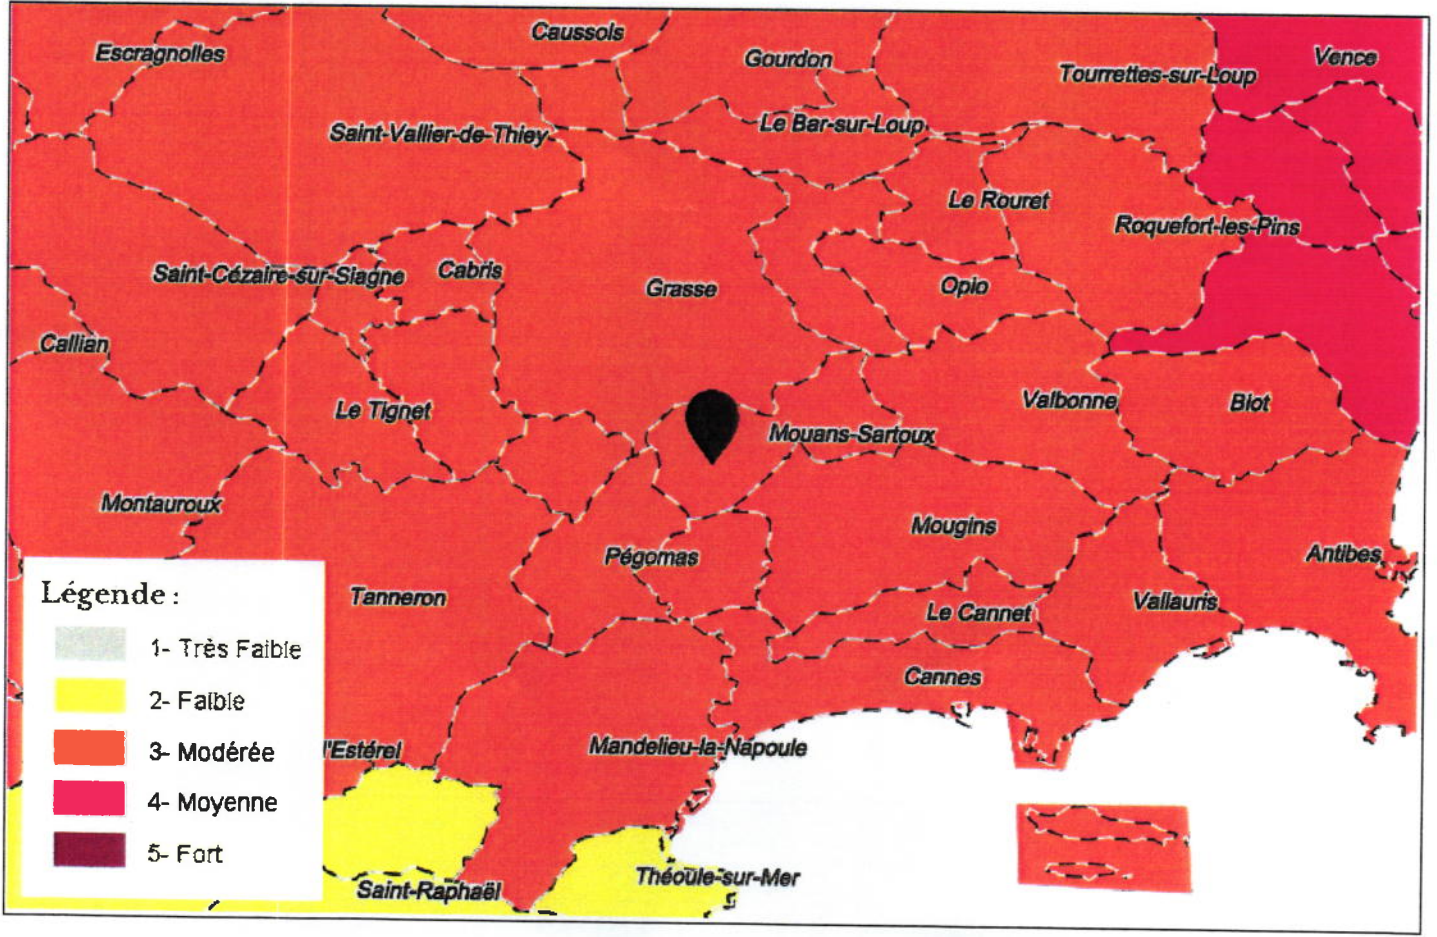 Caussols
Escragnolles
Gourdon
Vence
Tourrettes-sur-Loup
Saint-Vallier-de-Thiey
Le Bar-sur-Loup
Le Rouret
Roquefort-les-Pins
Saint-Cézaire-sur-Siagne
Cabris
Grasse
Opio
Callian
Le Tignet
Valbonne
Biot
Mouans-Sartoux
Montauroux
Mougins
Pégomas
Antibes
Tanneron
Le Cannet
Vallauris
Cannes
l'Estérel
Mandelieu-la-Napoule
Saint-Raphaël
Théoule-sur-Mer
Légende :
1- Très Faible
2- Faible
3- Modérée
4- Moyenne
5- Fort